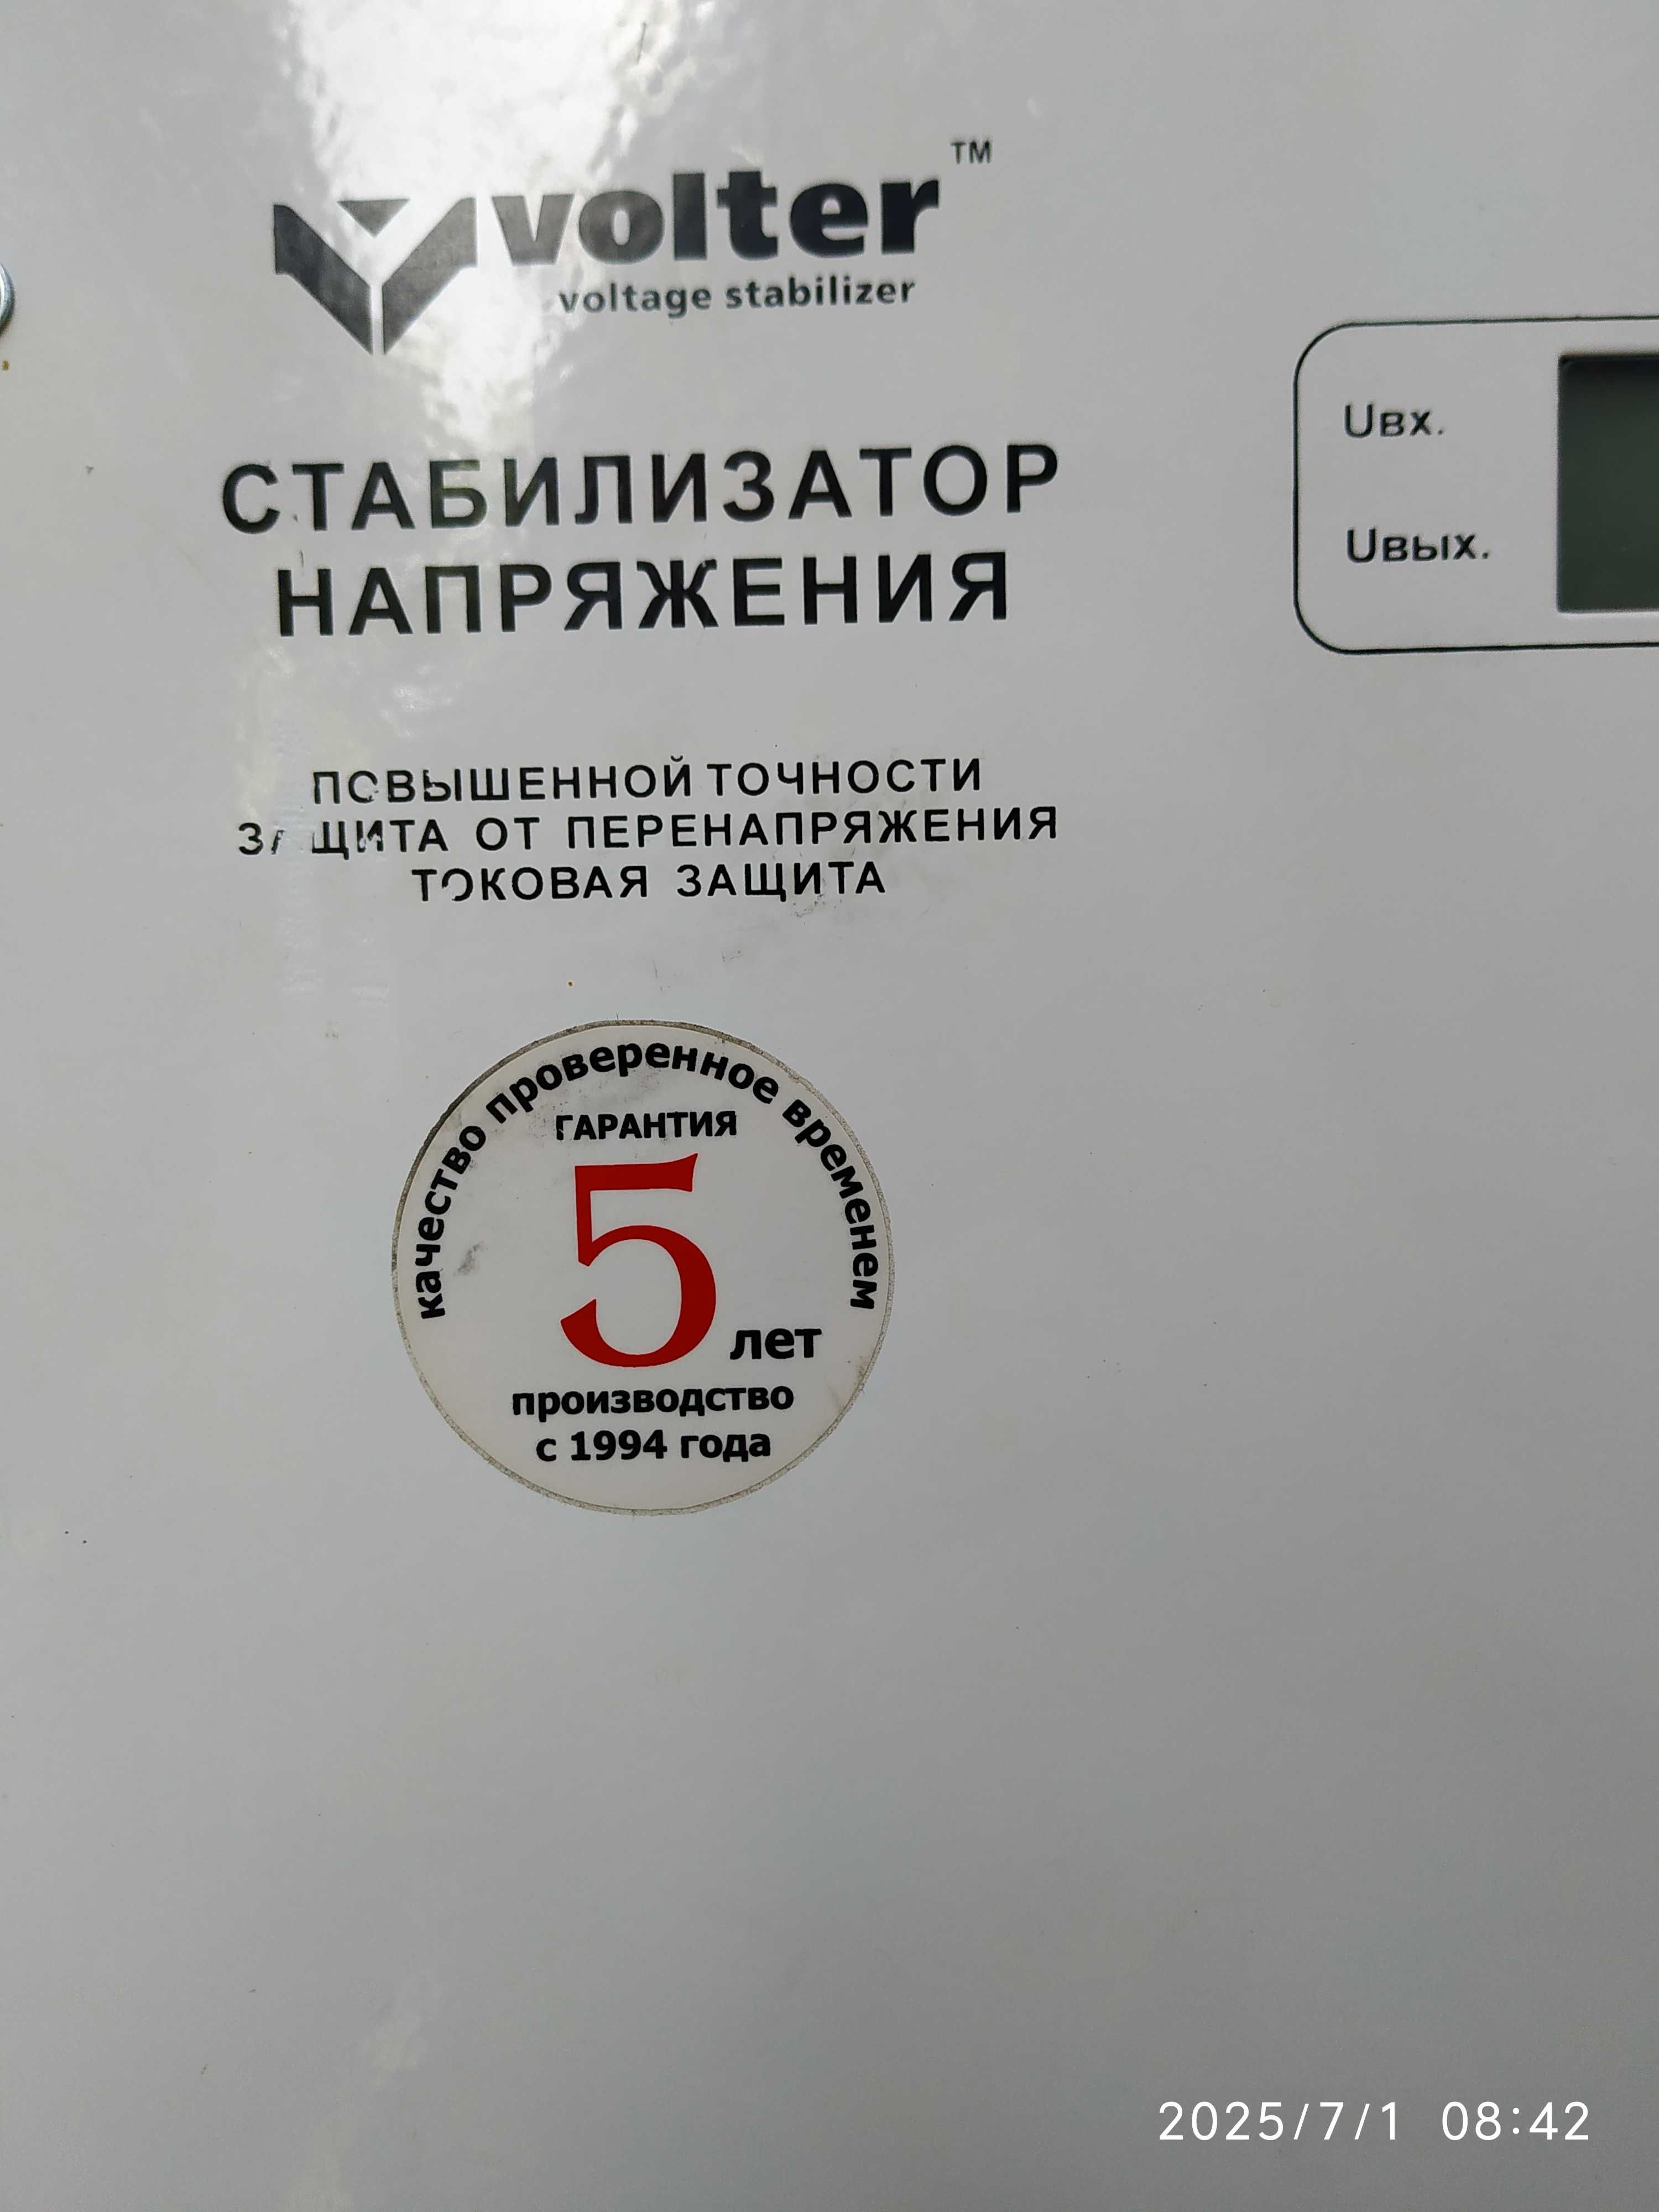 volter™
voltage stabilizer
Uвх.
Uвых.
СТАБИЛИЗАТОР
НАПРЯЖЕНИЯ
ПОВЫШЕННОЙ ТОЧНОСТИ
ЗАЩИТА ОТ ПЕРЕНАПРЯЖЕНИЯ
ТОКОВАЯ ЗАЩИТА
качество проверенное временем
ГАРАНТИЯ
5 лет
производство
с 1994 года
2025/7/1 08:42